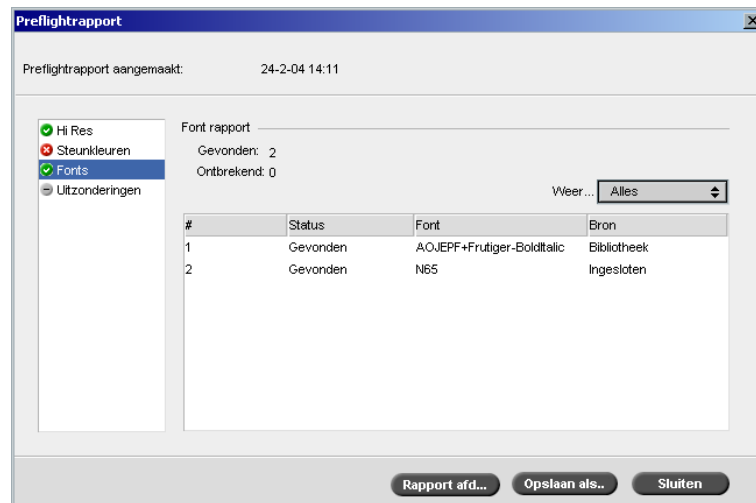 Preflightrapport
Preflightrapport aangemaakt: 24-2-04 14:11
Hi Res
Steunkleuren
Fonts
Uitzonderingen
Font rapport
Gevonden: 2
Ontbrekend: 0
Weer... Alles
# Status Font Bron
1 Gevonden AOJEPF+Frutiger-BoldItalic Bibliotheek
2 Gevonden N65 Ingesloten
Rapport afd... Opslaan als.. Sluiten